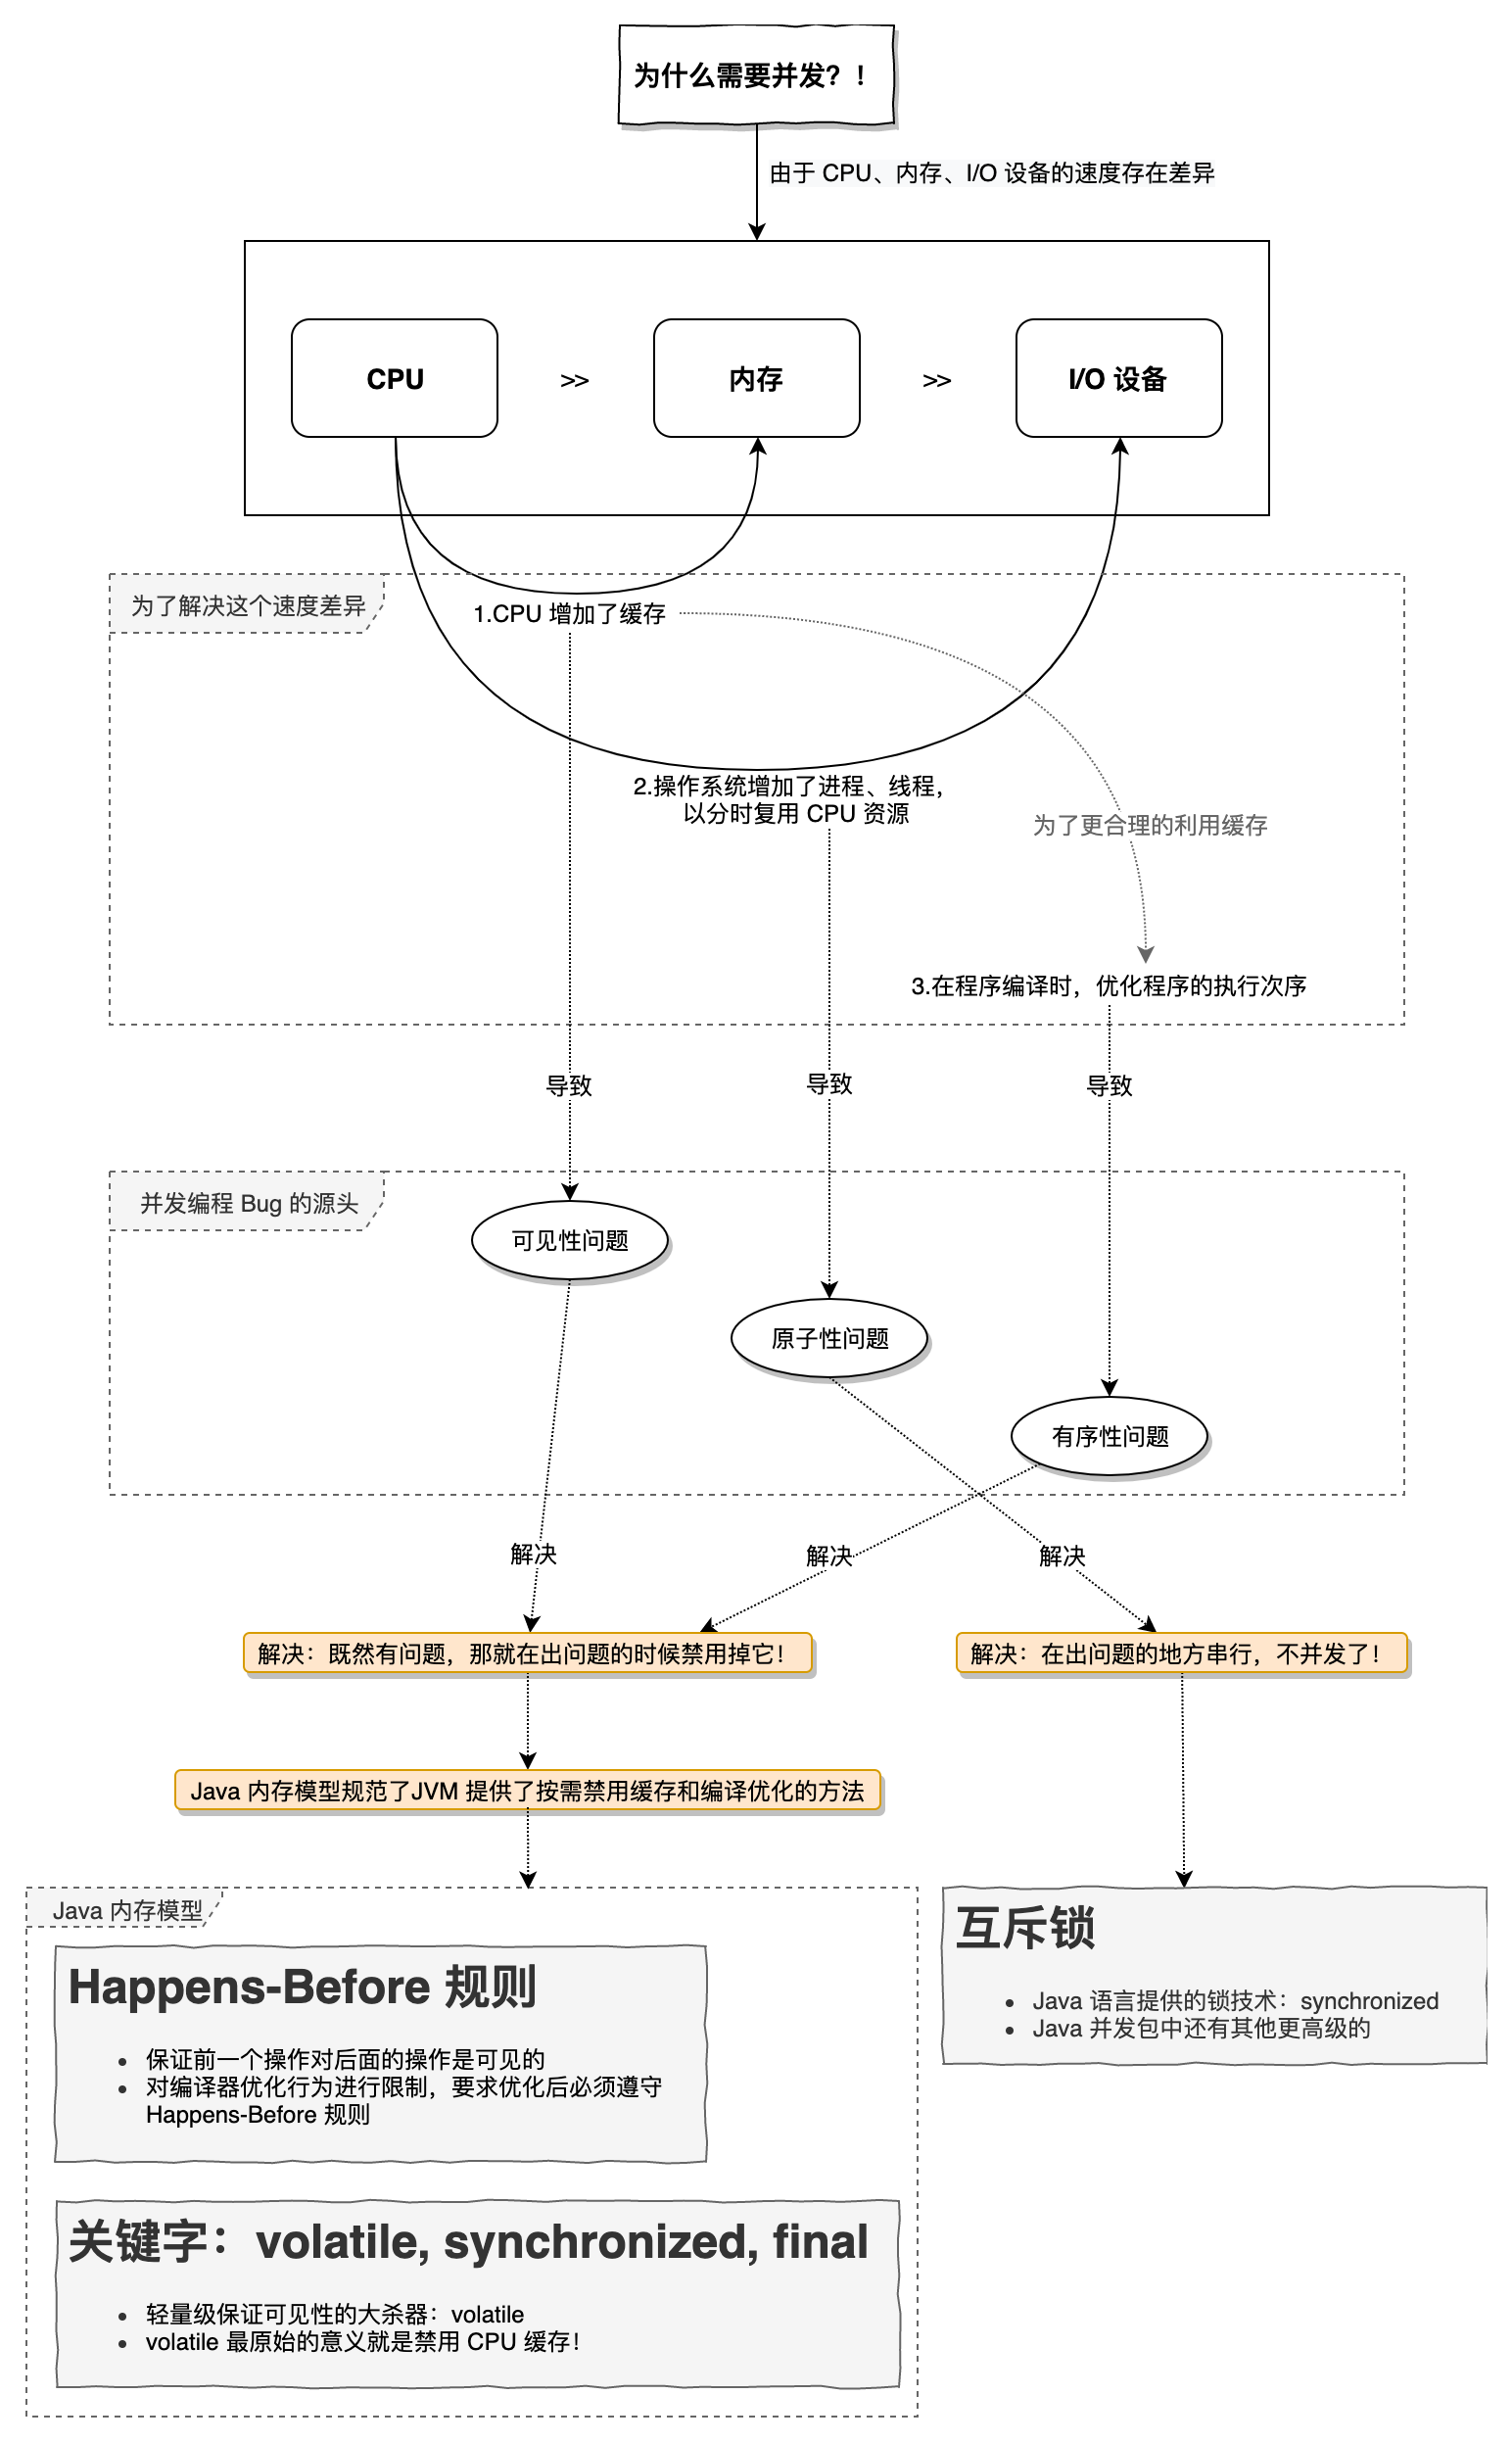 为什么需要并发？！
由于 CPU、内存、I/O 设备的速度存在差异
CPU
>>
内存
>>
I/O 设备
为了解决这个速度差异
1.CPU 增加了缓存
2.操作系统增加了进程、线程，
以分时复用 CPU 资源
为了更合理的利用缓存
3.在程序编译时，优化程序的执行次序
导致
导致
导致
并发编程 Bug 的源头
可见性问题
原子性问题
有序性问题
解决
解决
解决
解决：既然有问题，那就在出问题的时候禁用掉它！
解决：在出问题的地方串行，不并发了！
Java 内存模型规范了JVM 提供了按需禁用缓存和编译优化的方法
Java 内存模型
Happens-Before 规则
• 保证前一个操作对后面的操作是可见的
• 对编译器优化行为进行限制，要求优化后必须遵守
Happens-Before 规则
关键字：volatile, synchronized, final
• 轻量级保证可见性的大杀器：volatile
• volatile 最原始的意义就是禁用 CPU 缓存！
互斥锁
• Java 语言提供的锁技术：synchronized
• Java 并发包中还有其他更高级的